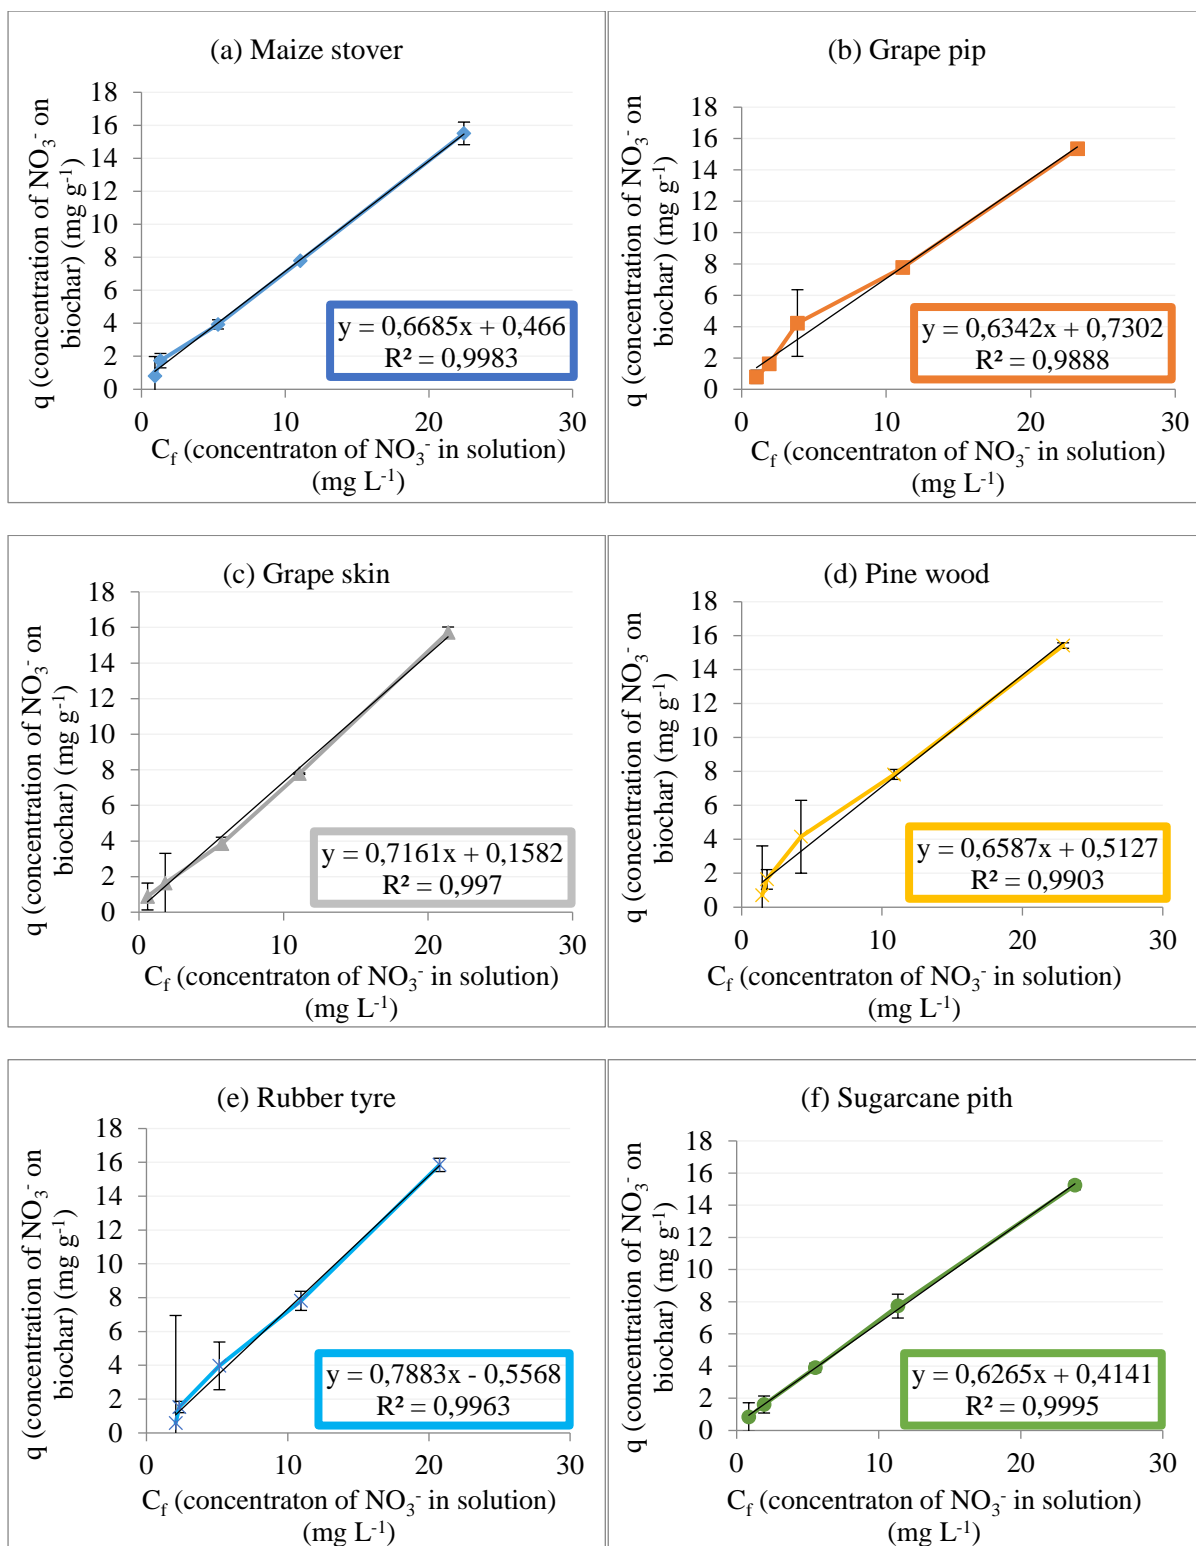 (a) Maize stover
q (concentration of NO₃⁻ on
biochar) (mg g⁻¹)
18
16
14
12
10
8
6
4
2
0
y = 0,6685x + 0,466
R² = 0,9983
0 10 20 30
C_f (concentraton of NO₃⁻ in solution)
(mg L⁻¹)
(b) Grape pip
q (concentration of NO₃⁻ on
biochar) (mg g⁻¹)
18
16
14
12
10
8
6
4
2
0
y = 0,6342x + 0,7302
R² = 0,9888
0 10 20 30
C_f (concentraton of NO₃⁻ in solution)
(mg L⁻¹)
(c) Grape skin
q (concentration of NO₃⁻ on
biochar) (mg g⁻¹)
18
16
14
12
10
8
6
4
2
0
y = 0,7161x + 0,1582
R² = 0,997
0 10 20 30
C_f (concentraton of NO₃⁻ in solution)
(mg L⁻¹)
(d) Pine wood
q (concentration of NO₃⁻ on
biochar) (mg g⁻¹)
18
16
14
12
10
8
6
4
2
0
y = 0,6587x + 0,5127
R² = 0,9903
0 10 20 30
C_f (concentraton of NO₃⁻ in solution)
(mg L⁻¹)
(e) Rubber tyre
q (concentration of NO₃⁻ on
biochar) (mg g⁻¹)
18
16
14
12
10
8
6
4
2
0
y = 0,7883x - 0,5568
R² = 0,9963
0 10 20 30
C_f (concentraton of NO₃⁻ in solution)
(mg L⁻¹)
(f) Sugarcane pith
q (concentration of NO₃⁻ on
biochar) (mg g⁻¹)
18
16
14
12
10
8
6
4
2
0
y = 0,6265x + 0,4141
R² = 0,9995
0 10 20 30
C_f (concentraton of NO₃⁻ in solution)
(mg L⁻¹)